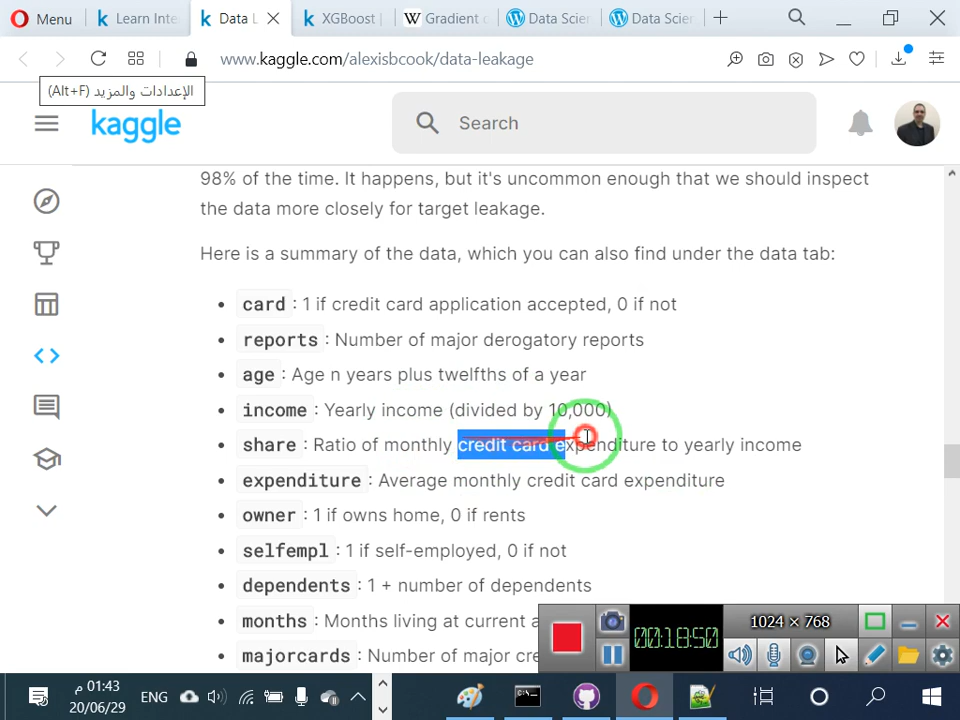 Menu
Learn Inte
Data L
XGBoost |
Gradient
Data Scien
Data Scien
www.kaggle.com/alexisbcook/data-leakage
الإعدادات والمزيد (Alt+F)
kaggle
Search
98% of the time. It happens, but it's uncommon enough that we should inspect
the data more closely for target leakage.
Here is a summary of the data, which you can also find under the data tab:
• card : 1 if credit card application accepted, 0 if not
• reports : Number of major derogatory reports
• age : Age n years plus twelfths of a year
• income : Yearly income (divided by 10,000)
• share : Ratio of monthly credit card expenditure to yearly income
• expenditure : Average monthly credit card expenditure
• owner : 1 if owns home, 0 if rents
• selfempl : 1 if self-employed, 0 if not
• dependents : 1 + number of dependents
• months : Months living at current a
• majorcards : Number of major cre
00:18:50
1024 × 768
01:43 م
ENG
20/06/29